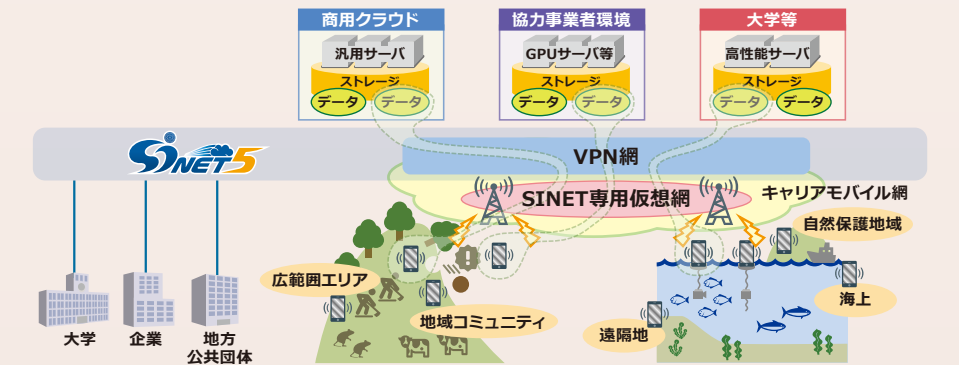 商用クラウド
汎用サーバ
ストレージ
データ
データ
協力事業者環境
GPUサーバ等
ストレージ
データ
データ
大学等
高性能サーバ
ストレージ
データ
データ
SINET5
VPN網
SINET専用仮想網
キャリアモバイル網
自然保護地域
広範囲エリア
地域コミュニティ
遠隔地
海上
大学
企業
地方
公共団体